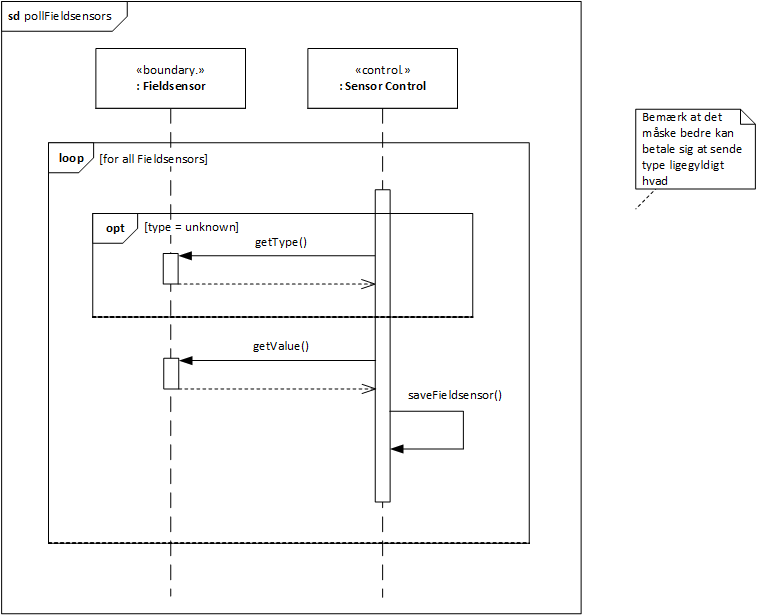 sd pollFieldsensors
«boundary.»
: Fieldsensor
«control.»
: Sensor Control
Bemærk at det
måske bedre kan
betale sig at sende
type ligegyldigt
hvad
loop [for all Fieldsensors]
opt [type = unknown]
getType()
getValue()
saveFieldsensor()